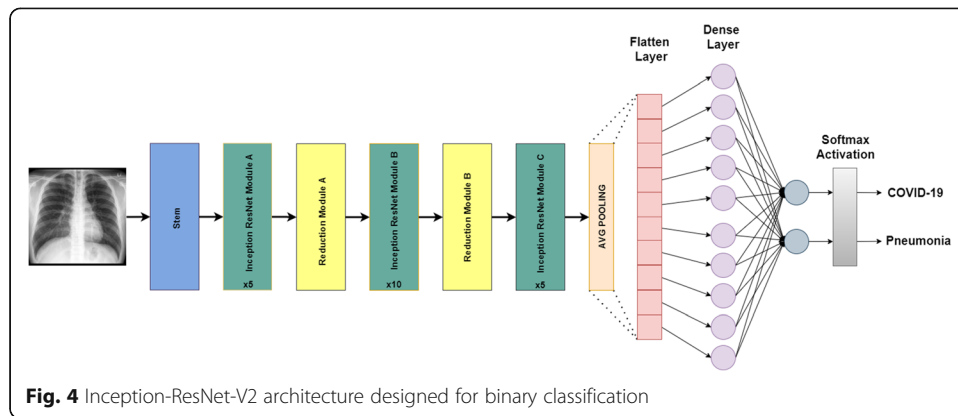 Flatten
Layer
Dense
Layer
Softmax
Activation
Stem
Inception ResNet Module A
x5
Reduction Module A
Inception ResNet Module B
x10
Reduction Module B
Inception ResNet Module C
x5
AVG POOLING
COVID-19
Pneumonia
Fig. 4 Inception-ResNet-V2 architecture designed for binary classification